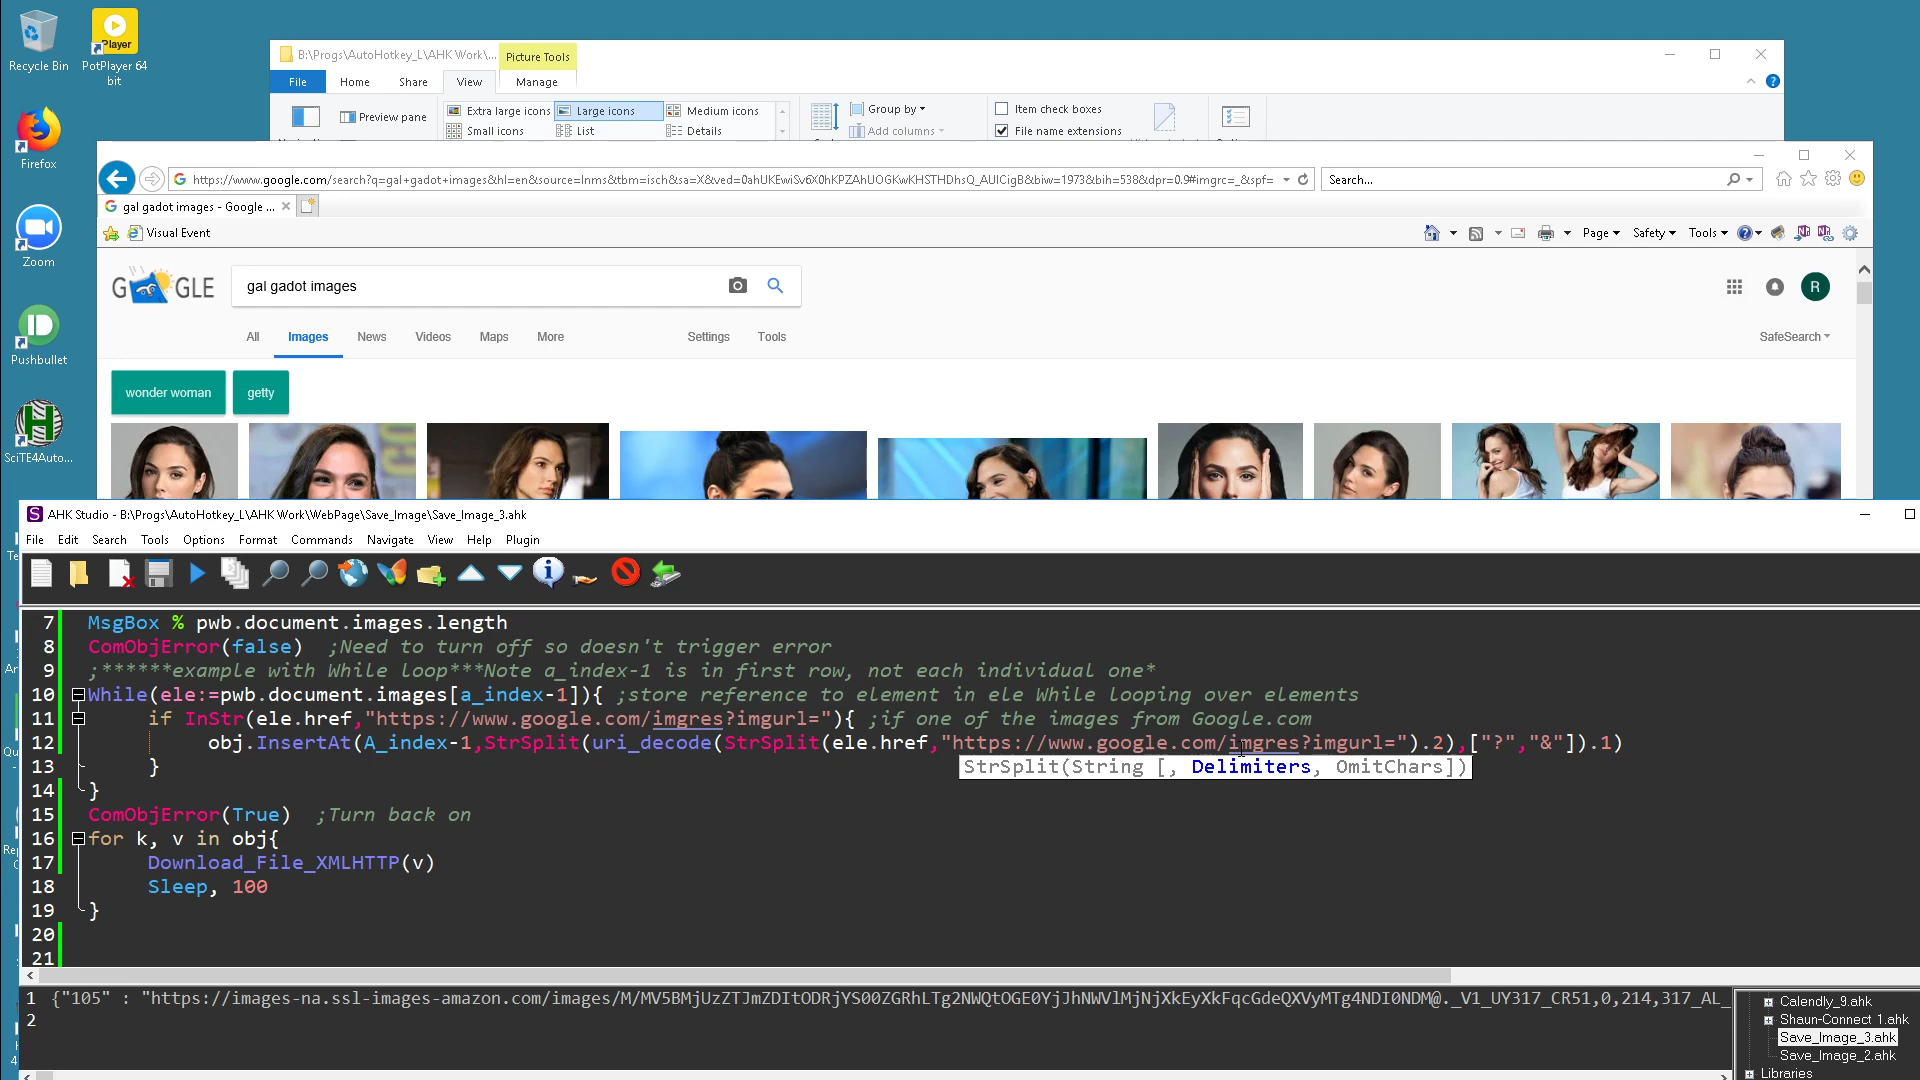 Recycle Bin
PotPlayer 64 bit
Player
Firefox
Zoom
Pushbullet
SciTE4Auto...
B:\Progs\AutoHotkey_L\AHK Work\...
Picture Tools
File
Home
Share
View
Manage
Preview pane
Extra large icons
Large icons
Medium icons
Small icons
List
Details
Group by
Add columns
Item check boxes
File name extensions
https://www.google.com/search?q=gal+gadot+images&hl=en&source=lnms&tbm=isch&sa=X&ved=0ahUKEwiSv6X0hKPZAhUOGKwKHSTHDhsQ_AUICigB&biw=1973&bih=538&dpr=0.9#imgrc=_&spf=
Search...
gal gadot images - Google ...
Visual Event
Page
Safety
Tools
G GLE
gal gadot images
R
All
Images
News
Videos
Maps
More
Settings
Tools
SafeSearch
wonder woman
getty
AHK Studio - B:\Progs\AutoHotkey_L\AHK Work\WebPage\Save_Image\Save_Image_3.ahk
File Edit Search Tools Options Format Commands Navigate View Help Plugin
7 MsgBox % pwb.document.images.length
8 ComObjError(false) ;Need to turn off so doesn't trigger error
9 ;******example with While loop***Note a_index-1 is in first row, not each individual one*
10 While(ele:=pwb.document.images[a_index-1]){ ;store reference to element in ele While looping over elements
11 if InStr(ele.href,"https://www.google.com/imgres?imgurl="){ ;if one of the images from Google.com
12 obj.InsertAt(A_index-1,StrSplit(uri_decode(StrSplit(ele.href,"https://www.google.com/imgres?imgurl=").2),["?","&"]).1)
13 }
StrSplit(String [, Delimiters, OmitChars])
14 }
15 ComObjError(True) ;Turn back on
16 for k, v in obj{
17 Download_File_XMLHTTP(v)
18 Sleep, 100
19 }
20
21
1 {"105" : "https://images-na.ssl-images-amazon.com/images/M/MV5BMjUzZTJmZDItODRjYS00ZGRhLTg2NWQtOGE0YjJhNWVlMjNjXkEyXkFqcGdeQXVyMTg4NDI0NDM@._V1_UY317_CR51,0,214,317_AL_
2
Calendly_9.ahk
Shaun-Connect 1.ahk
Save_Image_3.ahk
Save_Image_2.ahk
Libraries